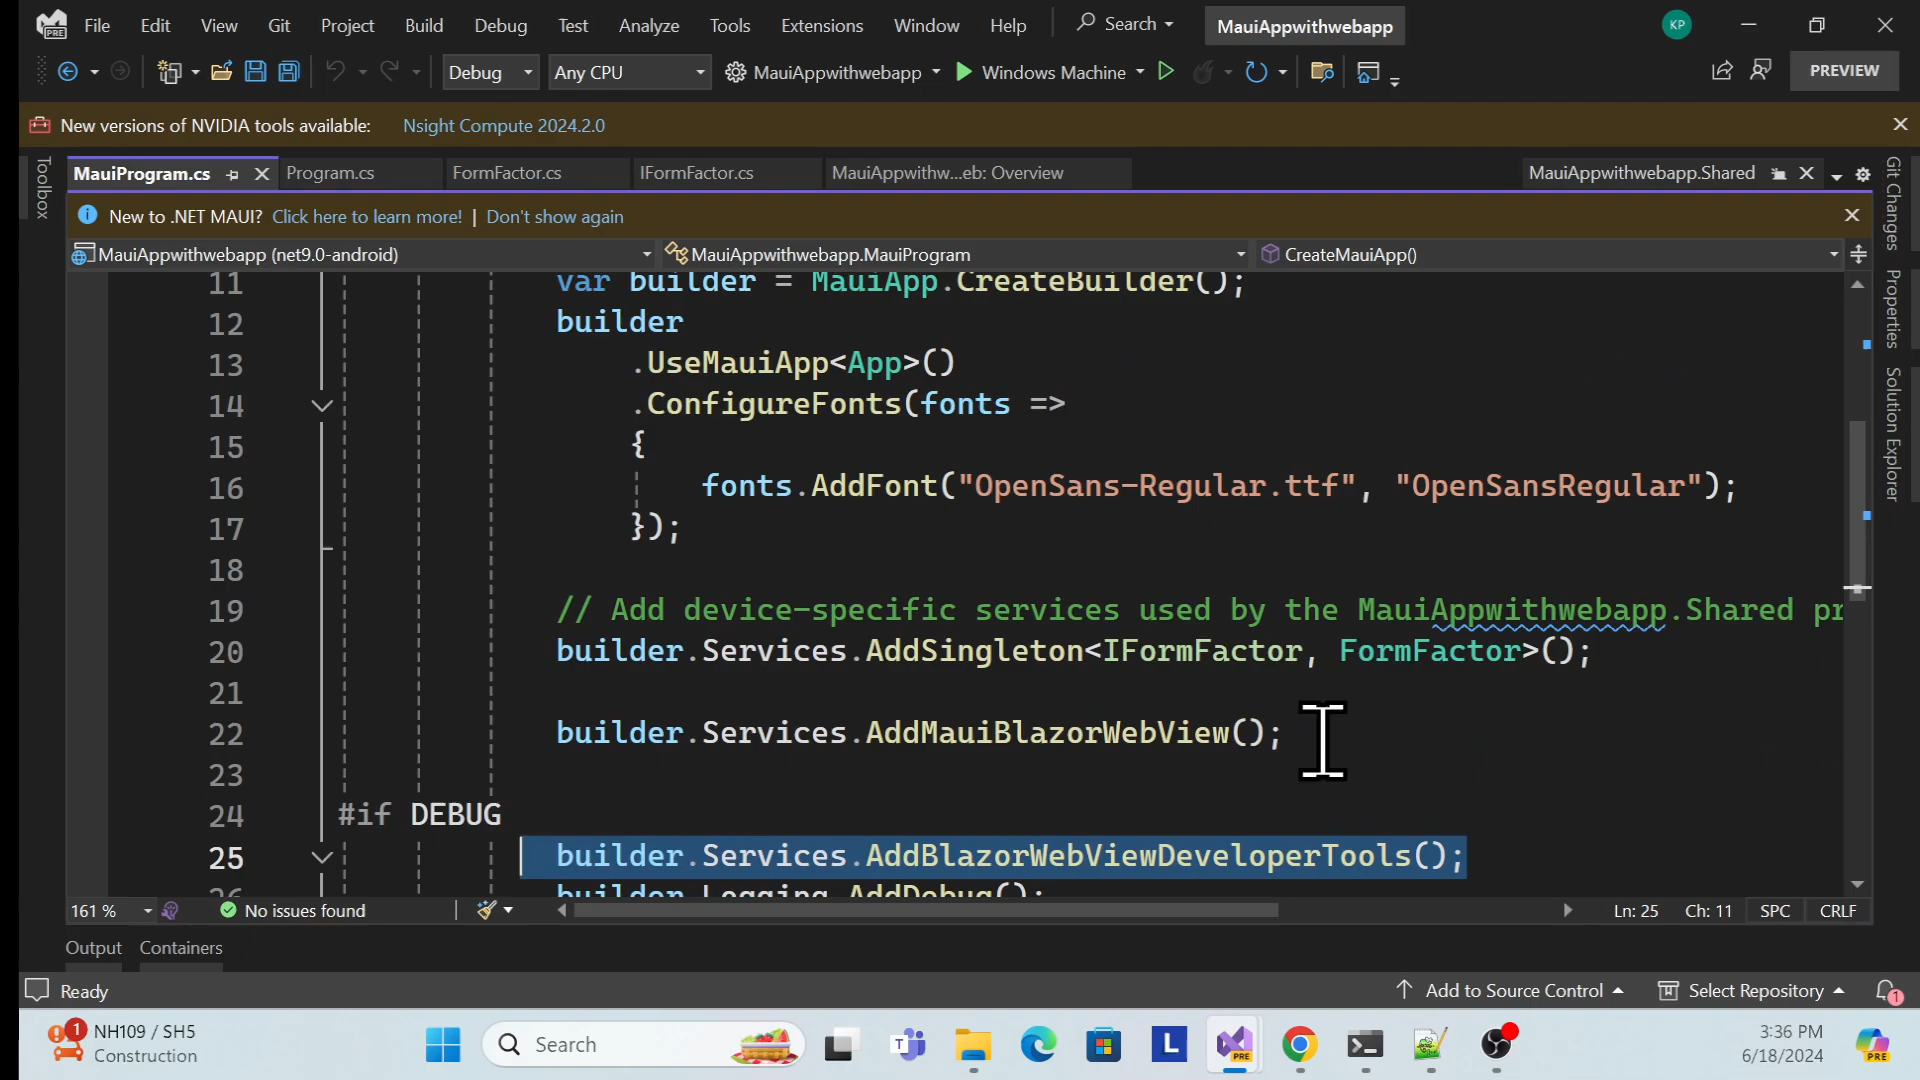 File Edit View Git Project Build Debug Test Analyze Tools Extensions Window Help Search MauiAppwithwebapp KP
Debug Any CPU MauiAppwithwebapp Windows Machine PREVIEW
New versions of NVIDIA tools available: Nsight Compute 2024.2.0
MauiProgram.cs Program.cs FormFactor.cs IFormFactor.cs MauiAppwithw...eb: Overview MauiAppwithwebapp.Shared
Toolbox
New to .NET MAUI? Click here to learn more! | Don't show again
MauiAppwithwebapp (net9.0-android) MauiAppwithwebapp.MauiProgram CreateMauiApp()
11 var builder = MauiApp.CreateBuilder();
12 builder
13 .UseMauiApp<App>()
14 .ConfigureFonts(fonts =>
15 {
16 fonts.AddFont("OpenSans-Regular.ttf", "OpenSansRegular");
17 });
18
19 // Add device-specific services used by the MauiAppwithwebapp.Shared pr
20 builder.Services.AddSingleton<IFormFactor, FormFactor>();
21
22 builder.Services.AddMauiBlazorWebView();
23
24 #if DEBUG
25 builder.Services.AddBlazorWebViewDeveloperTools();
26 builder.Logging.AddDebug();
Git Changes
Properties
Solution Explorer
161 % No issues found Ln: 25 Ch: 11 SPC CRLF
Output Containers
Ready Add to Source Control Select Repository 1
1 NH109 / SH5
Construction
Search
T
L
PRE
3:36 PM
6/18/2024
PRE